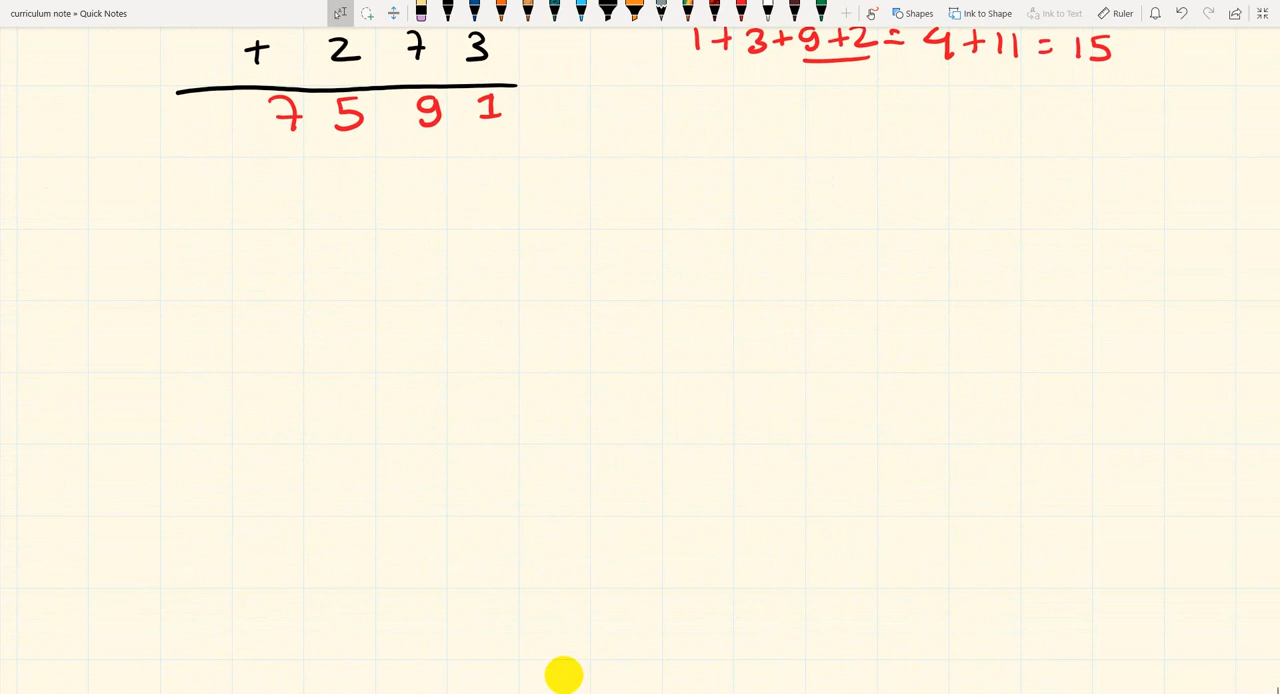 curriculum note » Quick Notes
Shapes Ink to Shape Ink to Text Ruler
+ 2 7 3
1+3+9+2 = 4+11 = 15
7 5 9 1